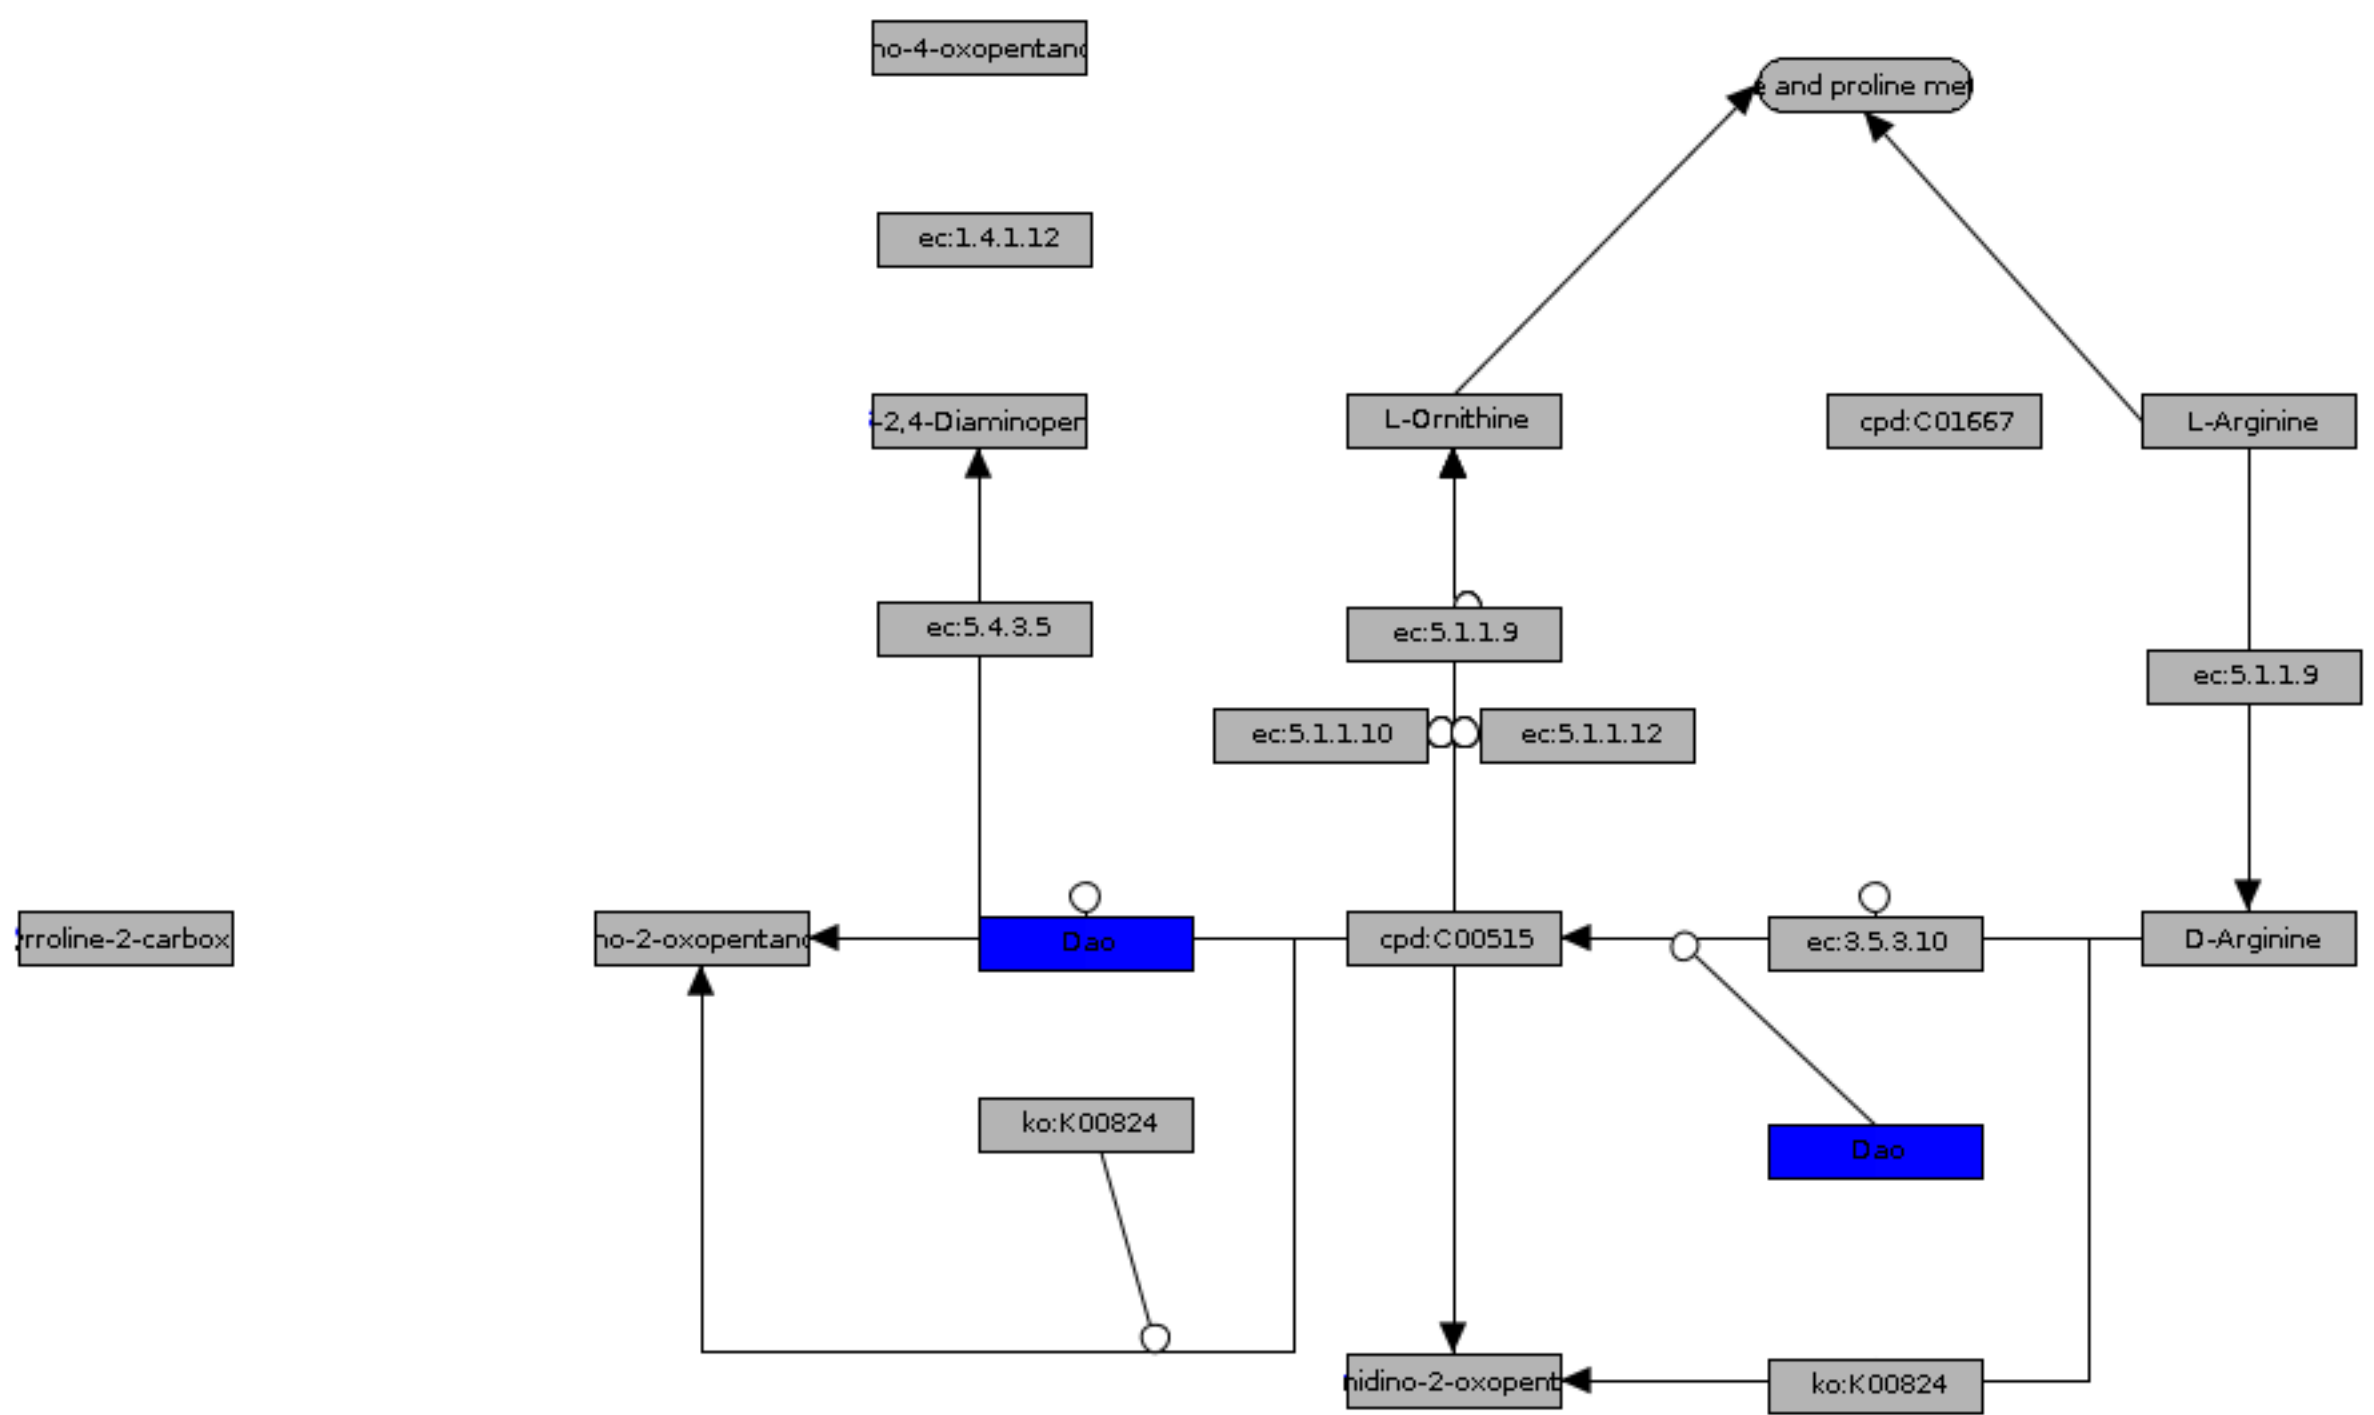 no-4-oxopentano
e and proline met
ec:1.4.1.12
-2,4-Diaminopen
L-Ornithine
cpd:C01667
L-Arginine
ec:5.4.3.5
ec:5.1.1.9
ec:5.1.1.9
ec:5.1.1.10
ec:5.1.1.12
rroline-2-carbox
no-2-oxopentano
Dao
cpd:C00515
ec:3.5.3.10
D-Arginine
ko:K00824
Dao
nidino-2-oxopent
ko:K00824